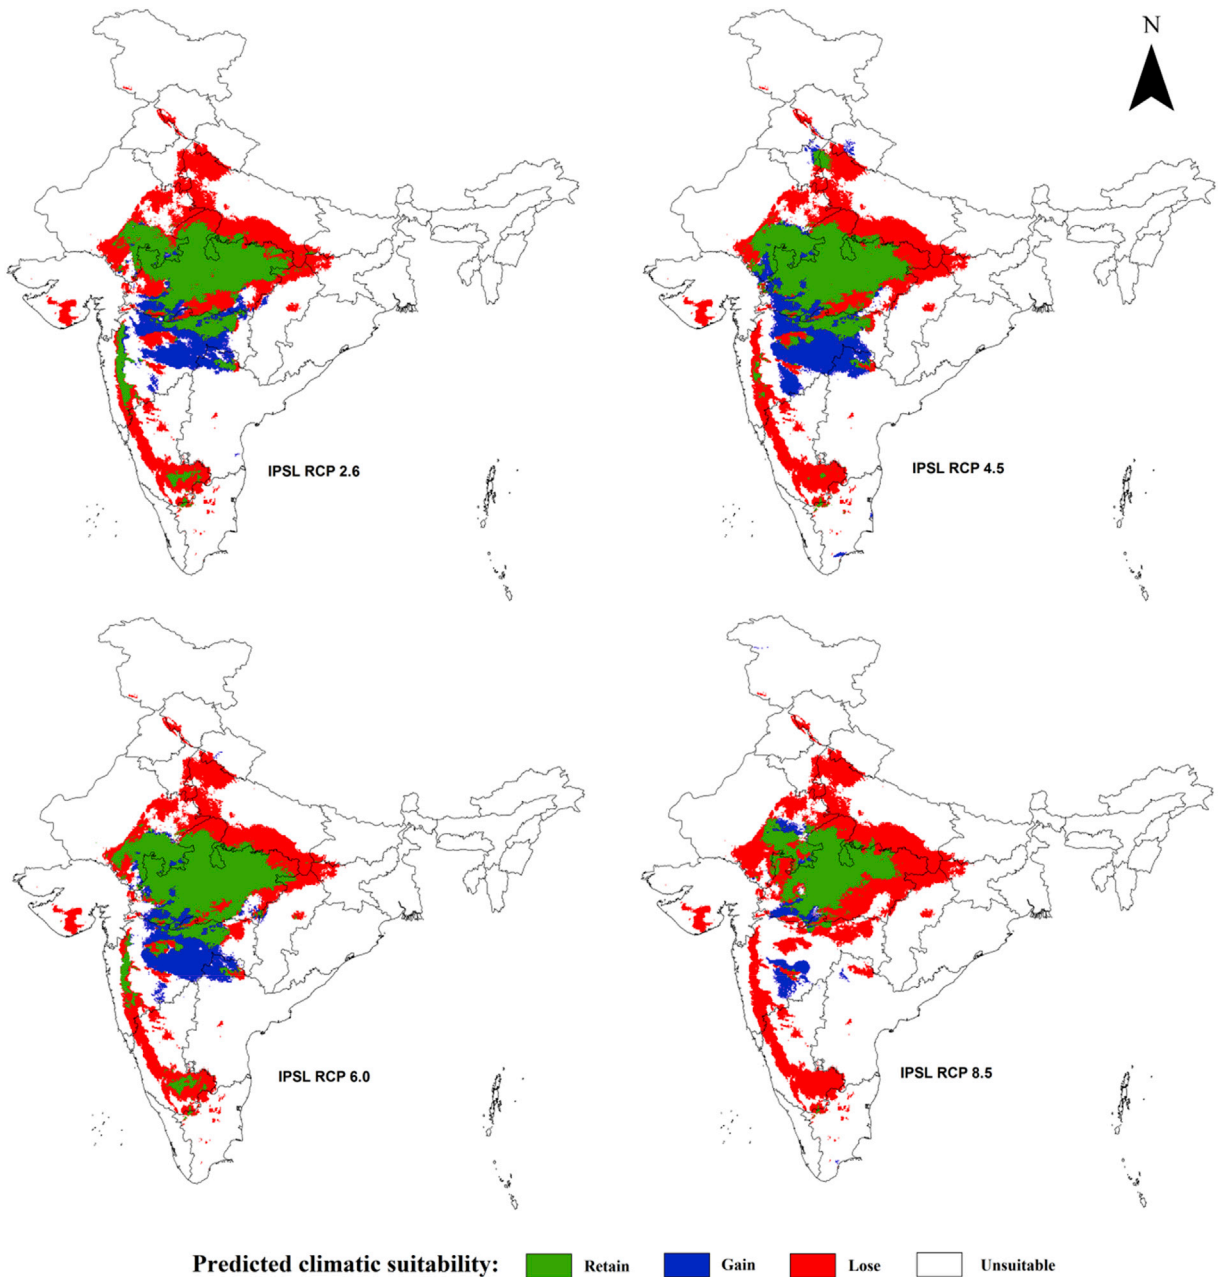 N
IPSL RCP 2.6
IPSL RCP 4.5
IPSL RCP 6.0
IPSL RCP 8.5
Predicted climatic suitability: Retain Gain Lose Unsuitable